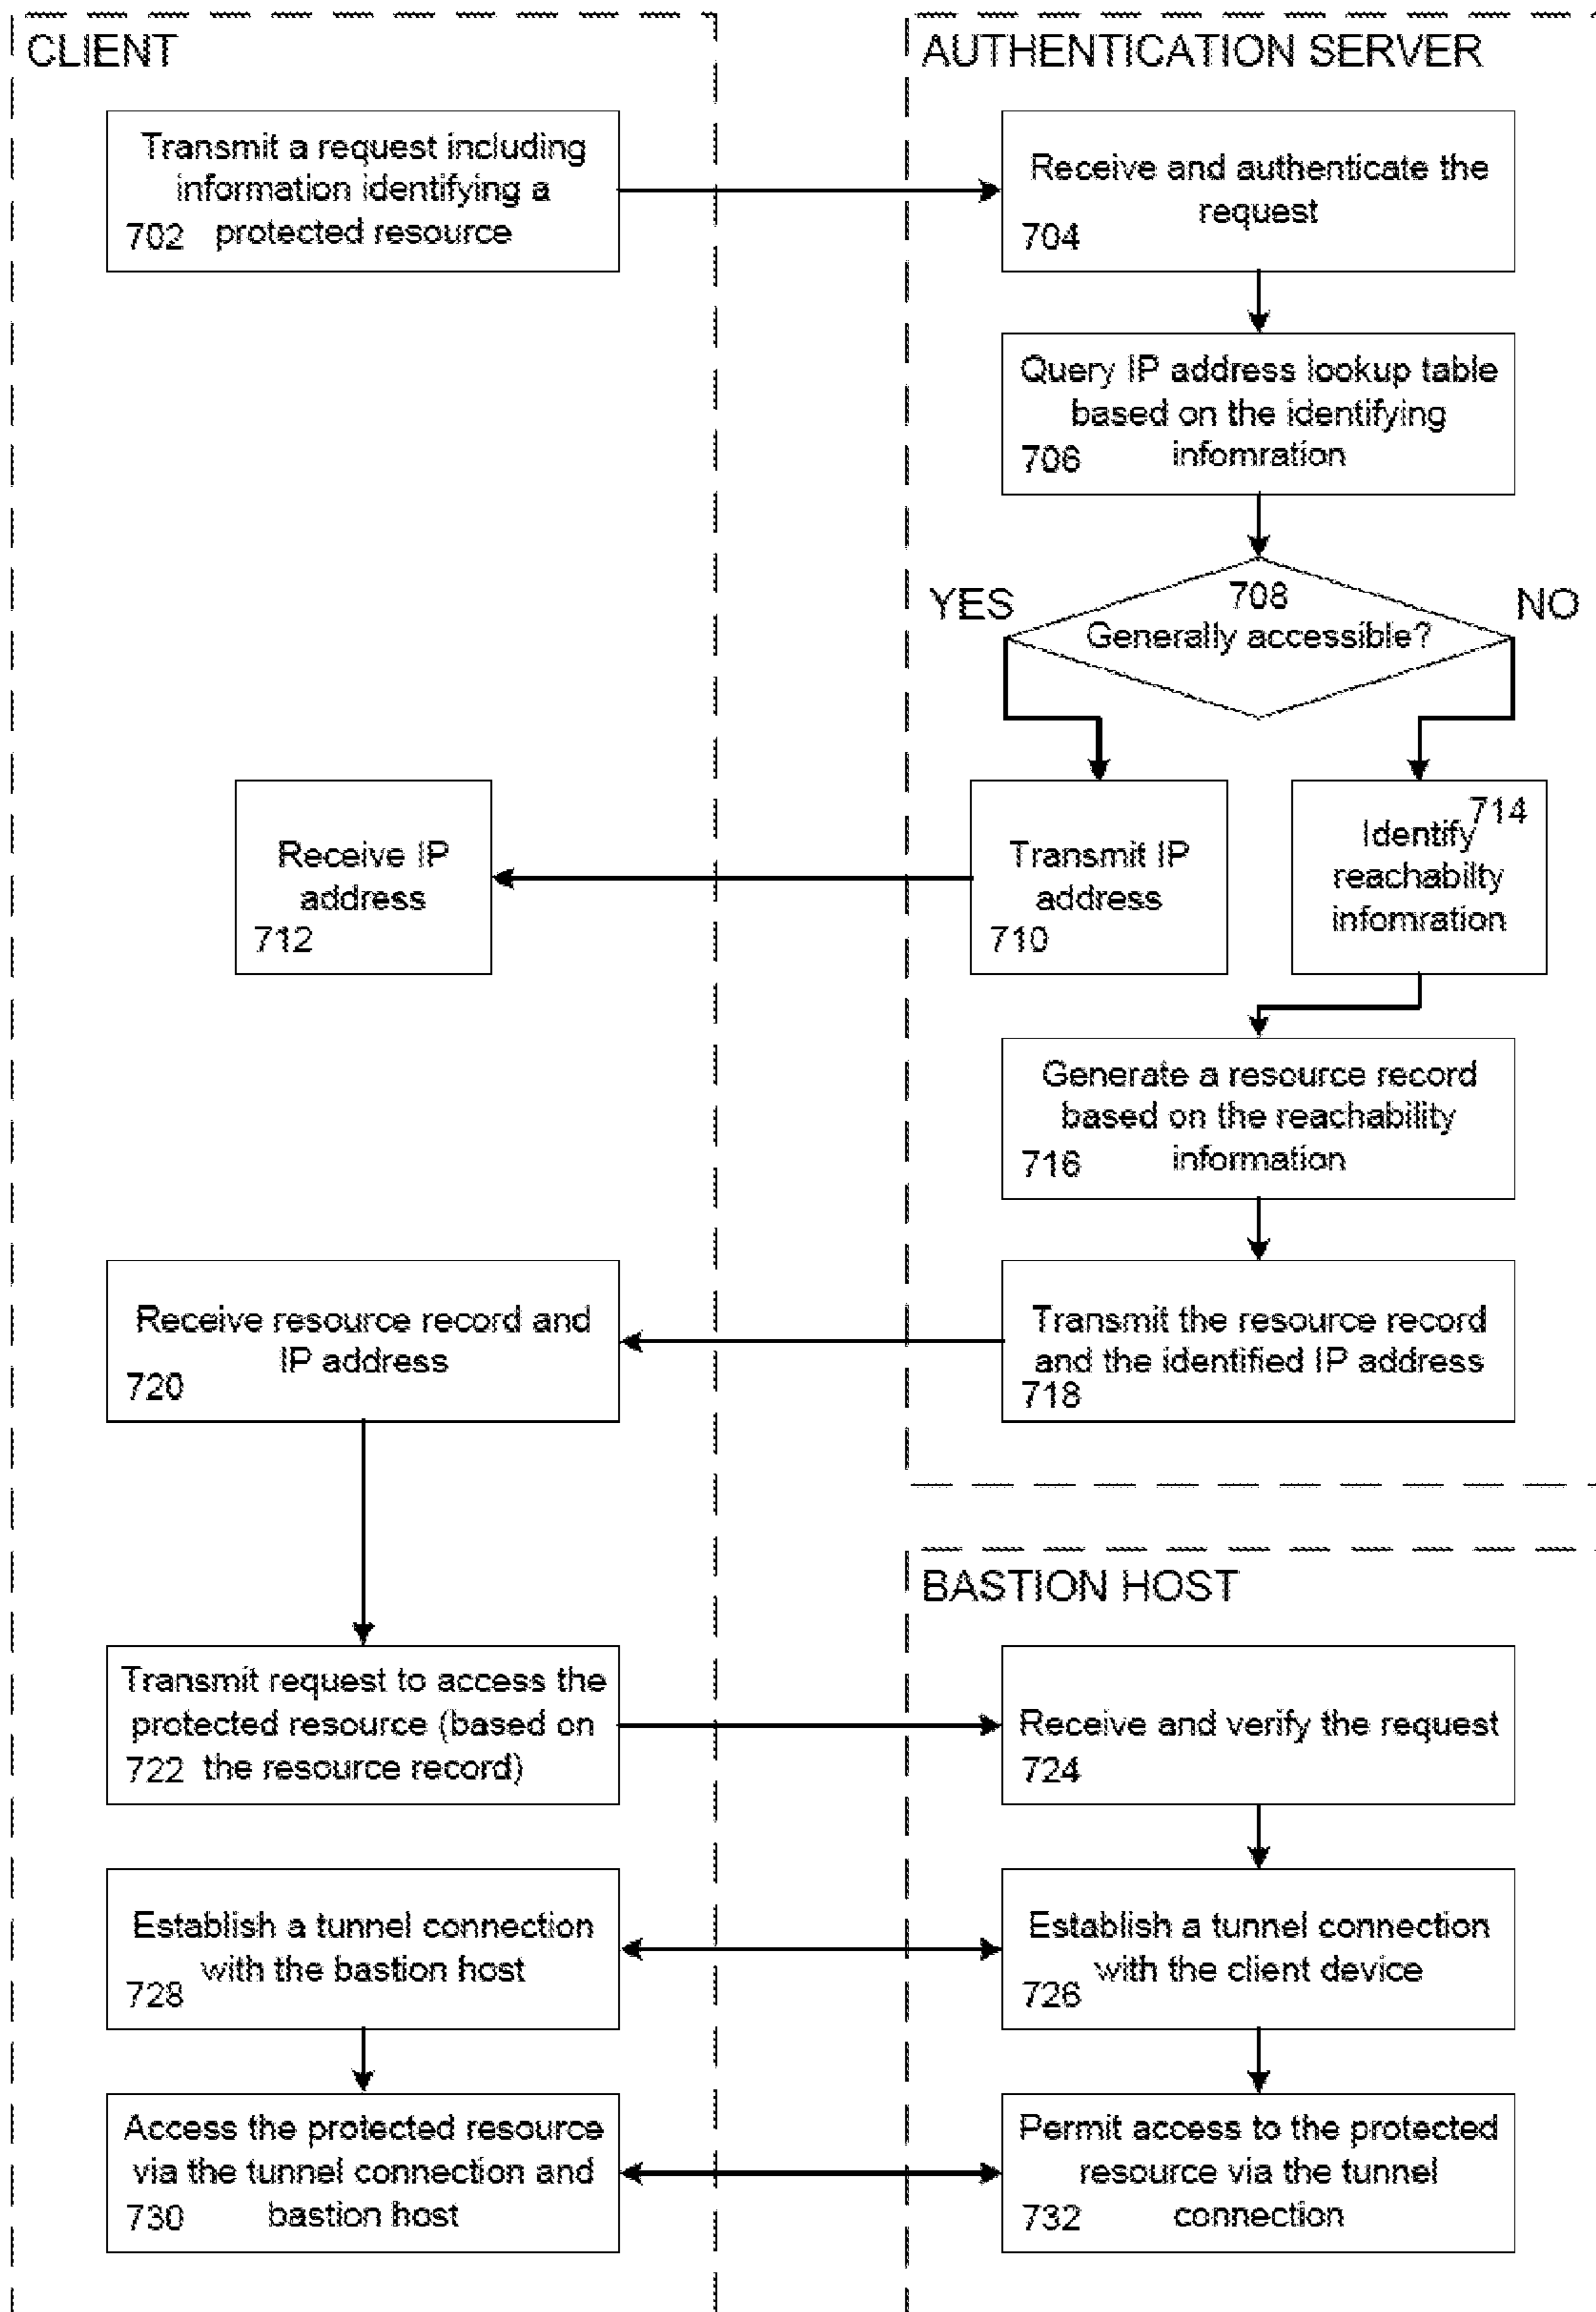 CLIENT
AUTHENTICATION SERVER
Transmit a request including
information identifying a
702 protected resource
Receive and authenticate the
request
704
Query IP address lookup table
based on the identifying
706 infomration
YES
708
NO
Generally accessible?
Receive IP
address
712
Transmit IP
address
710
714
Identify
reachabilty
infomration
Generate a resource record
based on the reachability
716 information
Receive resource record and
IP address
720
Transmit the resource record
and the identified IP address
718
BASTION HOST
Transmit request to access the
protected resource (based on
722 the resource record)
Receive and verify the request
724
Establish a tunnel connection
with the bastion host
728
Establish a tunnel connection
with the client device
726
Access the protected resource
via the tunnel connection and
730 bastion host
Permit access to the protected
resource via the tunnel
732 connection